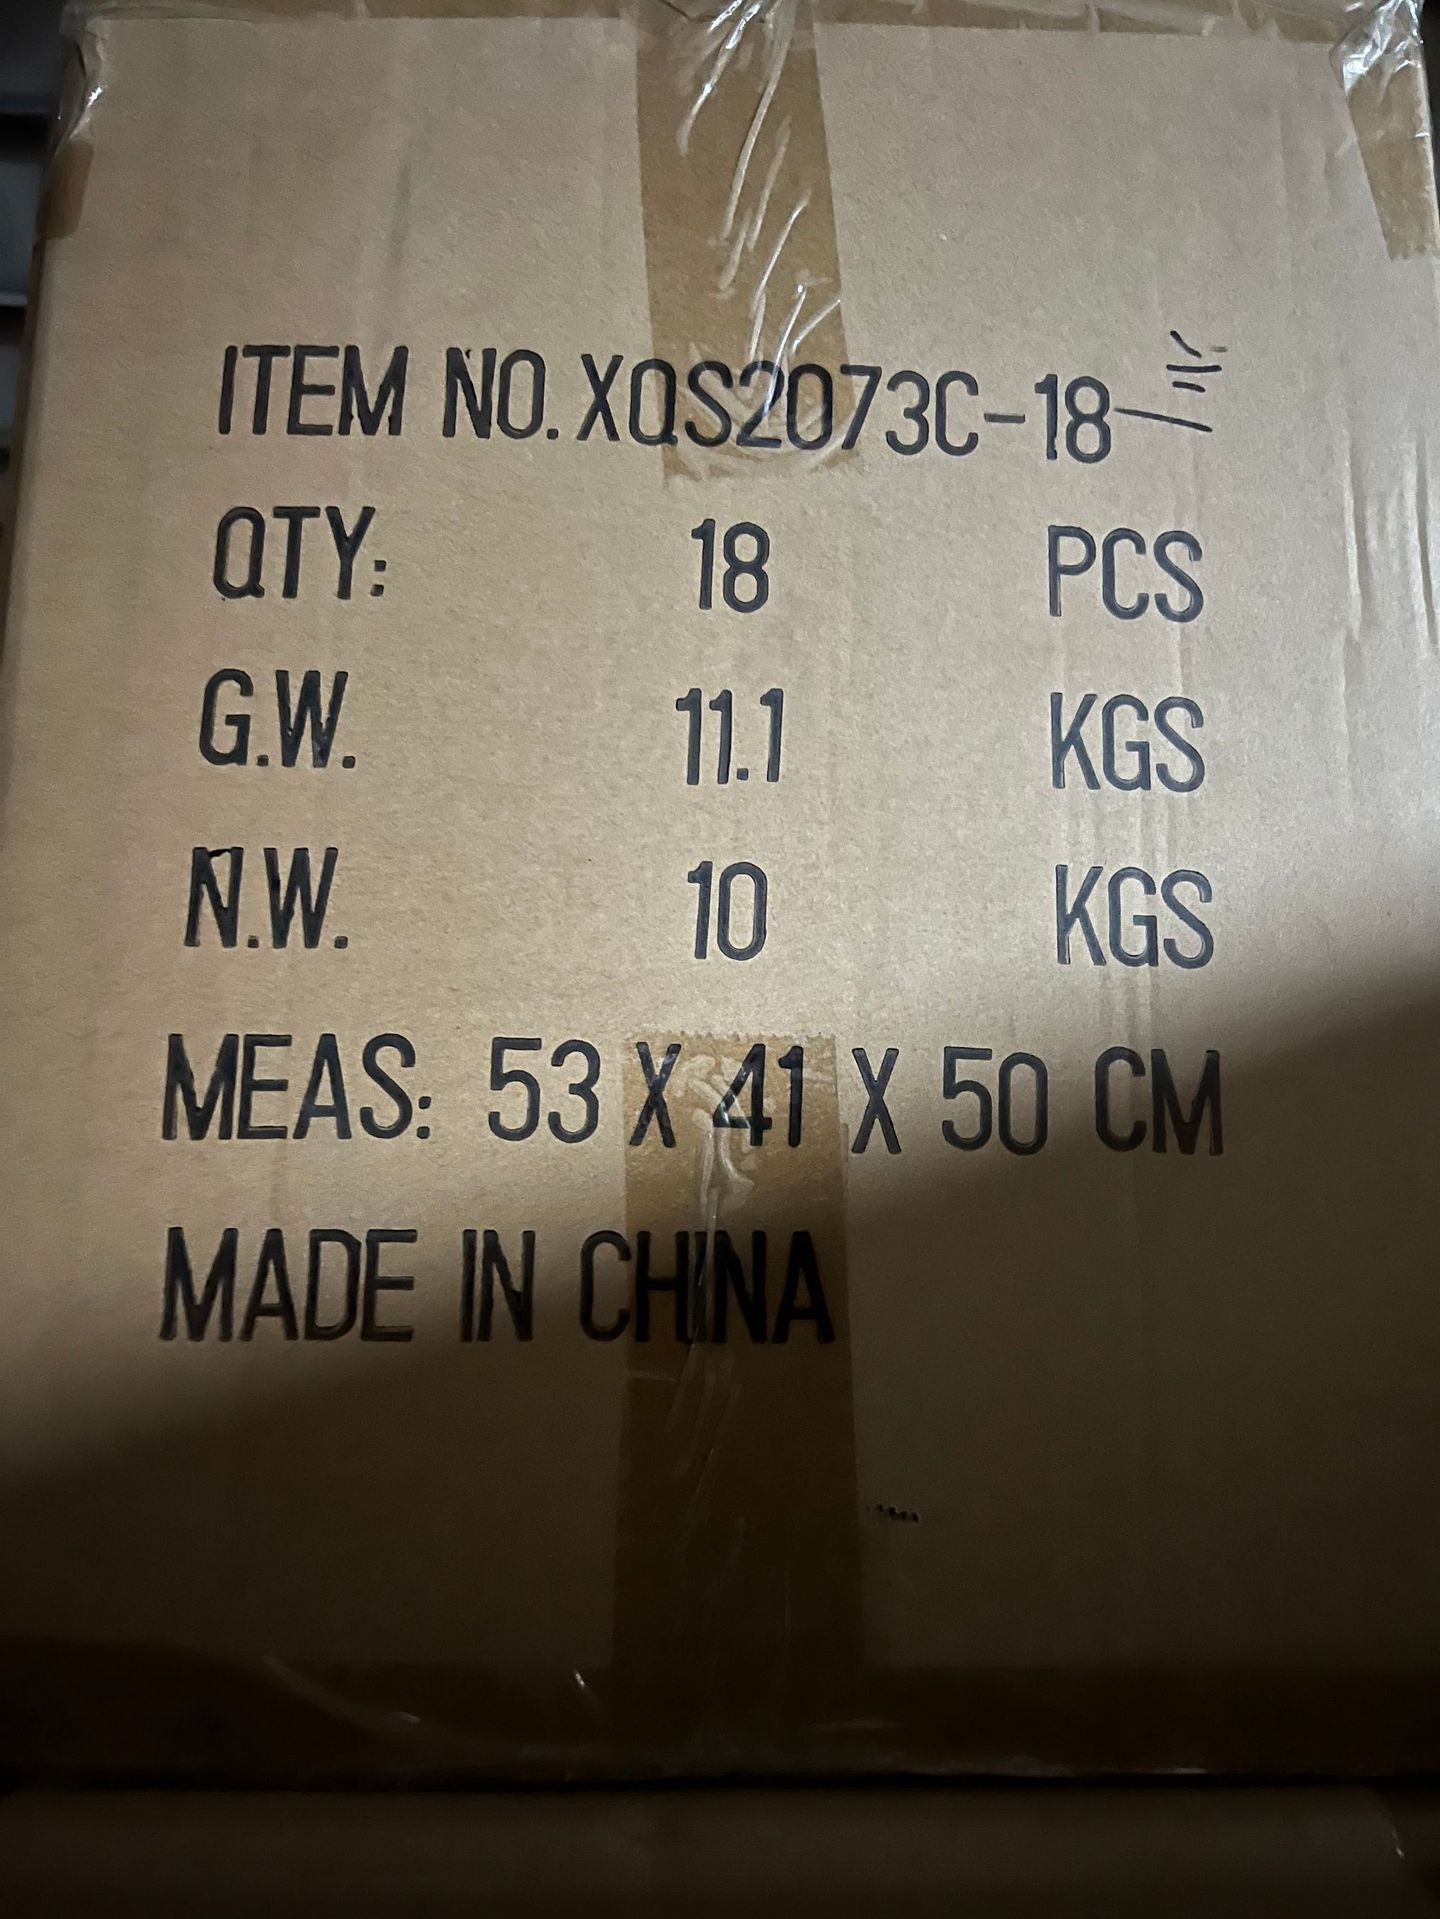 ITEM NO. XQS2073C-18
QTY: 18 PCS
G.W. 11.1 KGS
N.W. 10 KGS
MEAS: 53 X 41 X 50 CM
MADE IN CHINA